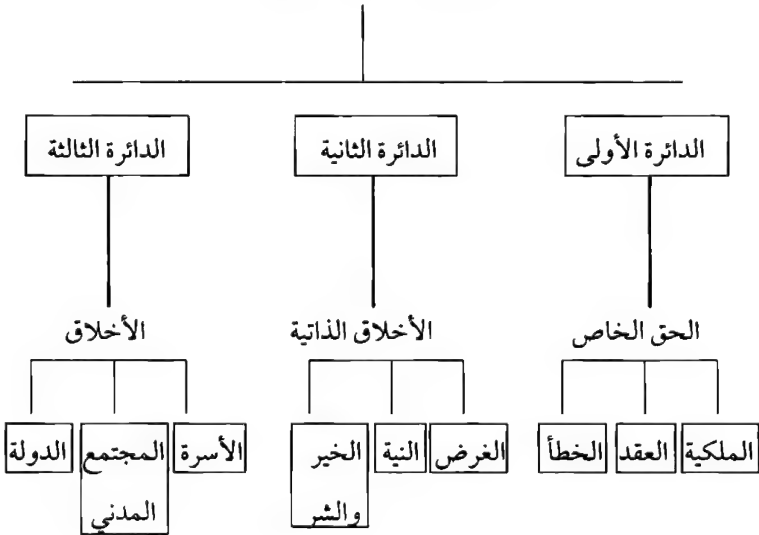 الدائرة الأولى
الدائرة الثانية
الدائرة الثالثة
الحق الخاص
الأخلاق الذاتية
الأخلاق
الملكية
العقد
الخطأ
الغرض
النية
الخير
والشر
الأسرة
المجتمع
المدني
الدولة